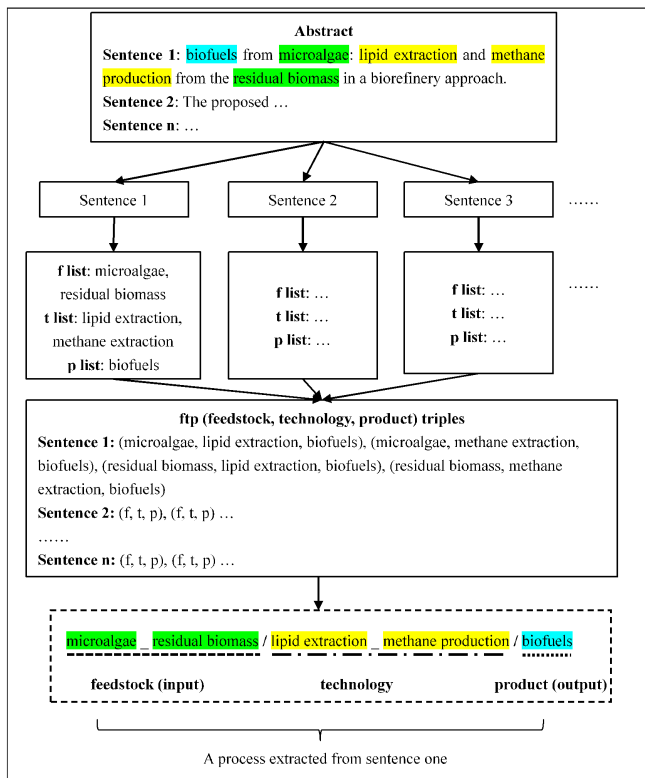 Abstract
Sentence 1: biofuels from microalgae: lipid extraction and methane
production from the residual biomass in a biorefinery approach.
Sentence 2: The proposed …
Sentence n: …
Sentence 1
Sentence 2
Sentence 3
……
f list: microalgae,
residual biomass
t list: lipid extraction,
methane extraction
p list: biofuels
f list: …
t list: …
p list: …
f list: …
t list: …
p list: …
……
ftp (feedstock, technology, product) triples
Sentence 1: (microalgae, lipid extraction, biofuels), (microalgae, methane extraction,
biofuels), (residual biomass, lipid extraction, biofuels), (residual biomass, methane
extraction, biofuels)
Sentence 2: (f, t, p), (f, t, p) …
……
Sentence n: (f, t, p), (f, t, p) …
microalgae _ residual biomass / lipid extraction _ methane production / biofuels
feedstock (input) technology product (output)
A process extracted from sentence one